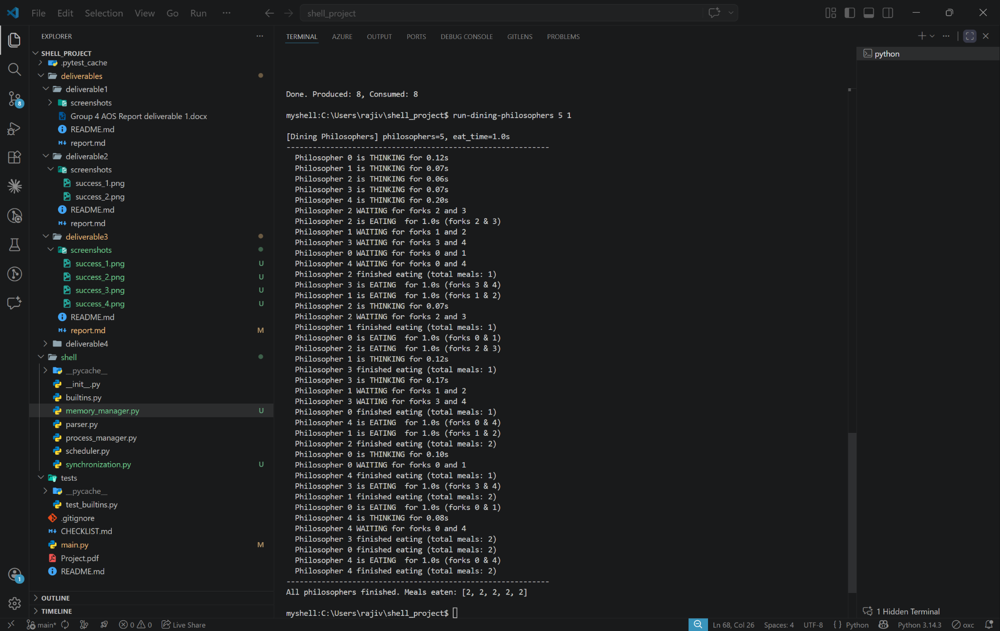 File Edit Selection View Go Run ···
shell_project
EXPLORER
SHELL_PROJECT
.pytest_cache
deliverables
deliverable1
screenshots
Group 4 AOS Report deliverable 1.docx
README.md
report.md
deliverable2
screenshots
success_1.png
success_2.png
README.md
report.md
deliverable3
screenshots
success_1.png U
success_2.png U
success_3.png U
success_4.png U
README.md
report.md M
deliverable4
shell
__pycache__
__init__.py
builtins.py
memory_manager.py U
parser.py
process_manager.py
scheduler.py
synchronization.py U
tests
__pycache__
test_builtins.py
.gitignore
CHECKLIST.md
main.py M
Project.pdf
README.md
OUTLINE
TIMELINE
8
1
TERMINAL AZURE OUTPUT PORTS DEBUG CONSOLE GITLENS PROBLEMS
Done. Produced: 8, Consumed: 8
myshell:C:\Users\rajiv\shell_project$ run-dining-philosophers 5 1
[Dining Philosophers] philosophers=5, eat_time=1.0s
------------------------------------------------------------
Philosopher 0 is THINKING for 0.12s
Philosopher 1 is THINKING for 0.07s
Philosopher 2 is THINKING for 0.06s
Philosopher 3 is THINKING for 0.07s
Philosopher 4 is THINKING for 0.20s
Philosopher 2 WAITING for forks 2 and 3
Philosopher 2 is EATING  for 1.0s (forks 2 & 3)
Philosopher 1 WAITING for forks 1 and 2
Philosopher 3 WAITING for forks 3 and 4
Philosopher 0 WAITING for forks 0 and 1
Philosopher 4 WAITING for forks 0 and 4
Philosopher 2 finished eating (total meals: 1)
Philosopher 3 is EATING  for 1.0s (forks 3 & 4)
Philosopher 1 is EATING  for 1.0s (forks 1 & 2)
Philosopher 2 is THINKING for 0.07s
Philosopher 2 WAITING for forks 2 and 3
Philosopher 1 finished eating (total meals: 1)
Philosopher 0 is EATING  for 1.0s (forks 0 & 1)
Philosopher 2 is EATING  for 1.0s (forks 2 & 3)
Philosopher 1 is THINKING for 0.12s
Philosopher 3 finished eating (total meals: 1)
Philosopher 3 is THINKING for 0.17s
Philosopher 1 WAITING for forks 1 and 2
Philosopher 3 WAITING for forks 3 and 4
Philosopher 0 finished eating (total meals: 1)
Philosopher 4 is EATING  for 1.0s (forks 0 & 4)
Philosopher 1 is EATING  for 1.0s (forks 1 & 2)
Philosopher 2 finished eating (total meals: 2)
Philosopher 0 is THINKING for 0.10s
Philosopher 0 WAITING for forks 0 and 1
Philosopher 4 finished eating (total meals: 1)
Philosopher 3 is EATING  for 1.0s (forks 3 & 4)
Philosopher 1 finished eating (total meals: 2)
Philosopher 0 is EATING  for 1.0s (forks 0 & 1)
Philosopher 4 is THINKING for 0.08s
Philosopher 4 WAITING for forks 0 and 4
Philosopher 3 finished eating (total meals: 2)
Philosopher 0 finished eating (total meals: 2)
Philosopher 4 is EATING  for 1.0s (forks 0 & 4)
Philosopher 4 finished eating (total meals: 2)
------------------------------------------------------------
All philosophers finished. Meals eaten: [2, 2, 2, 2, 2]
myshell:C:\Users\rajiv\shell_project$
python
1 Hidden Terminal
main* 0 0 Live Share Ln 68, Col 26 Spaces: 4 UTF-8 {} Python Python 3.14.3 oxc